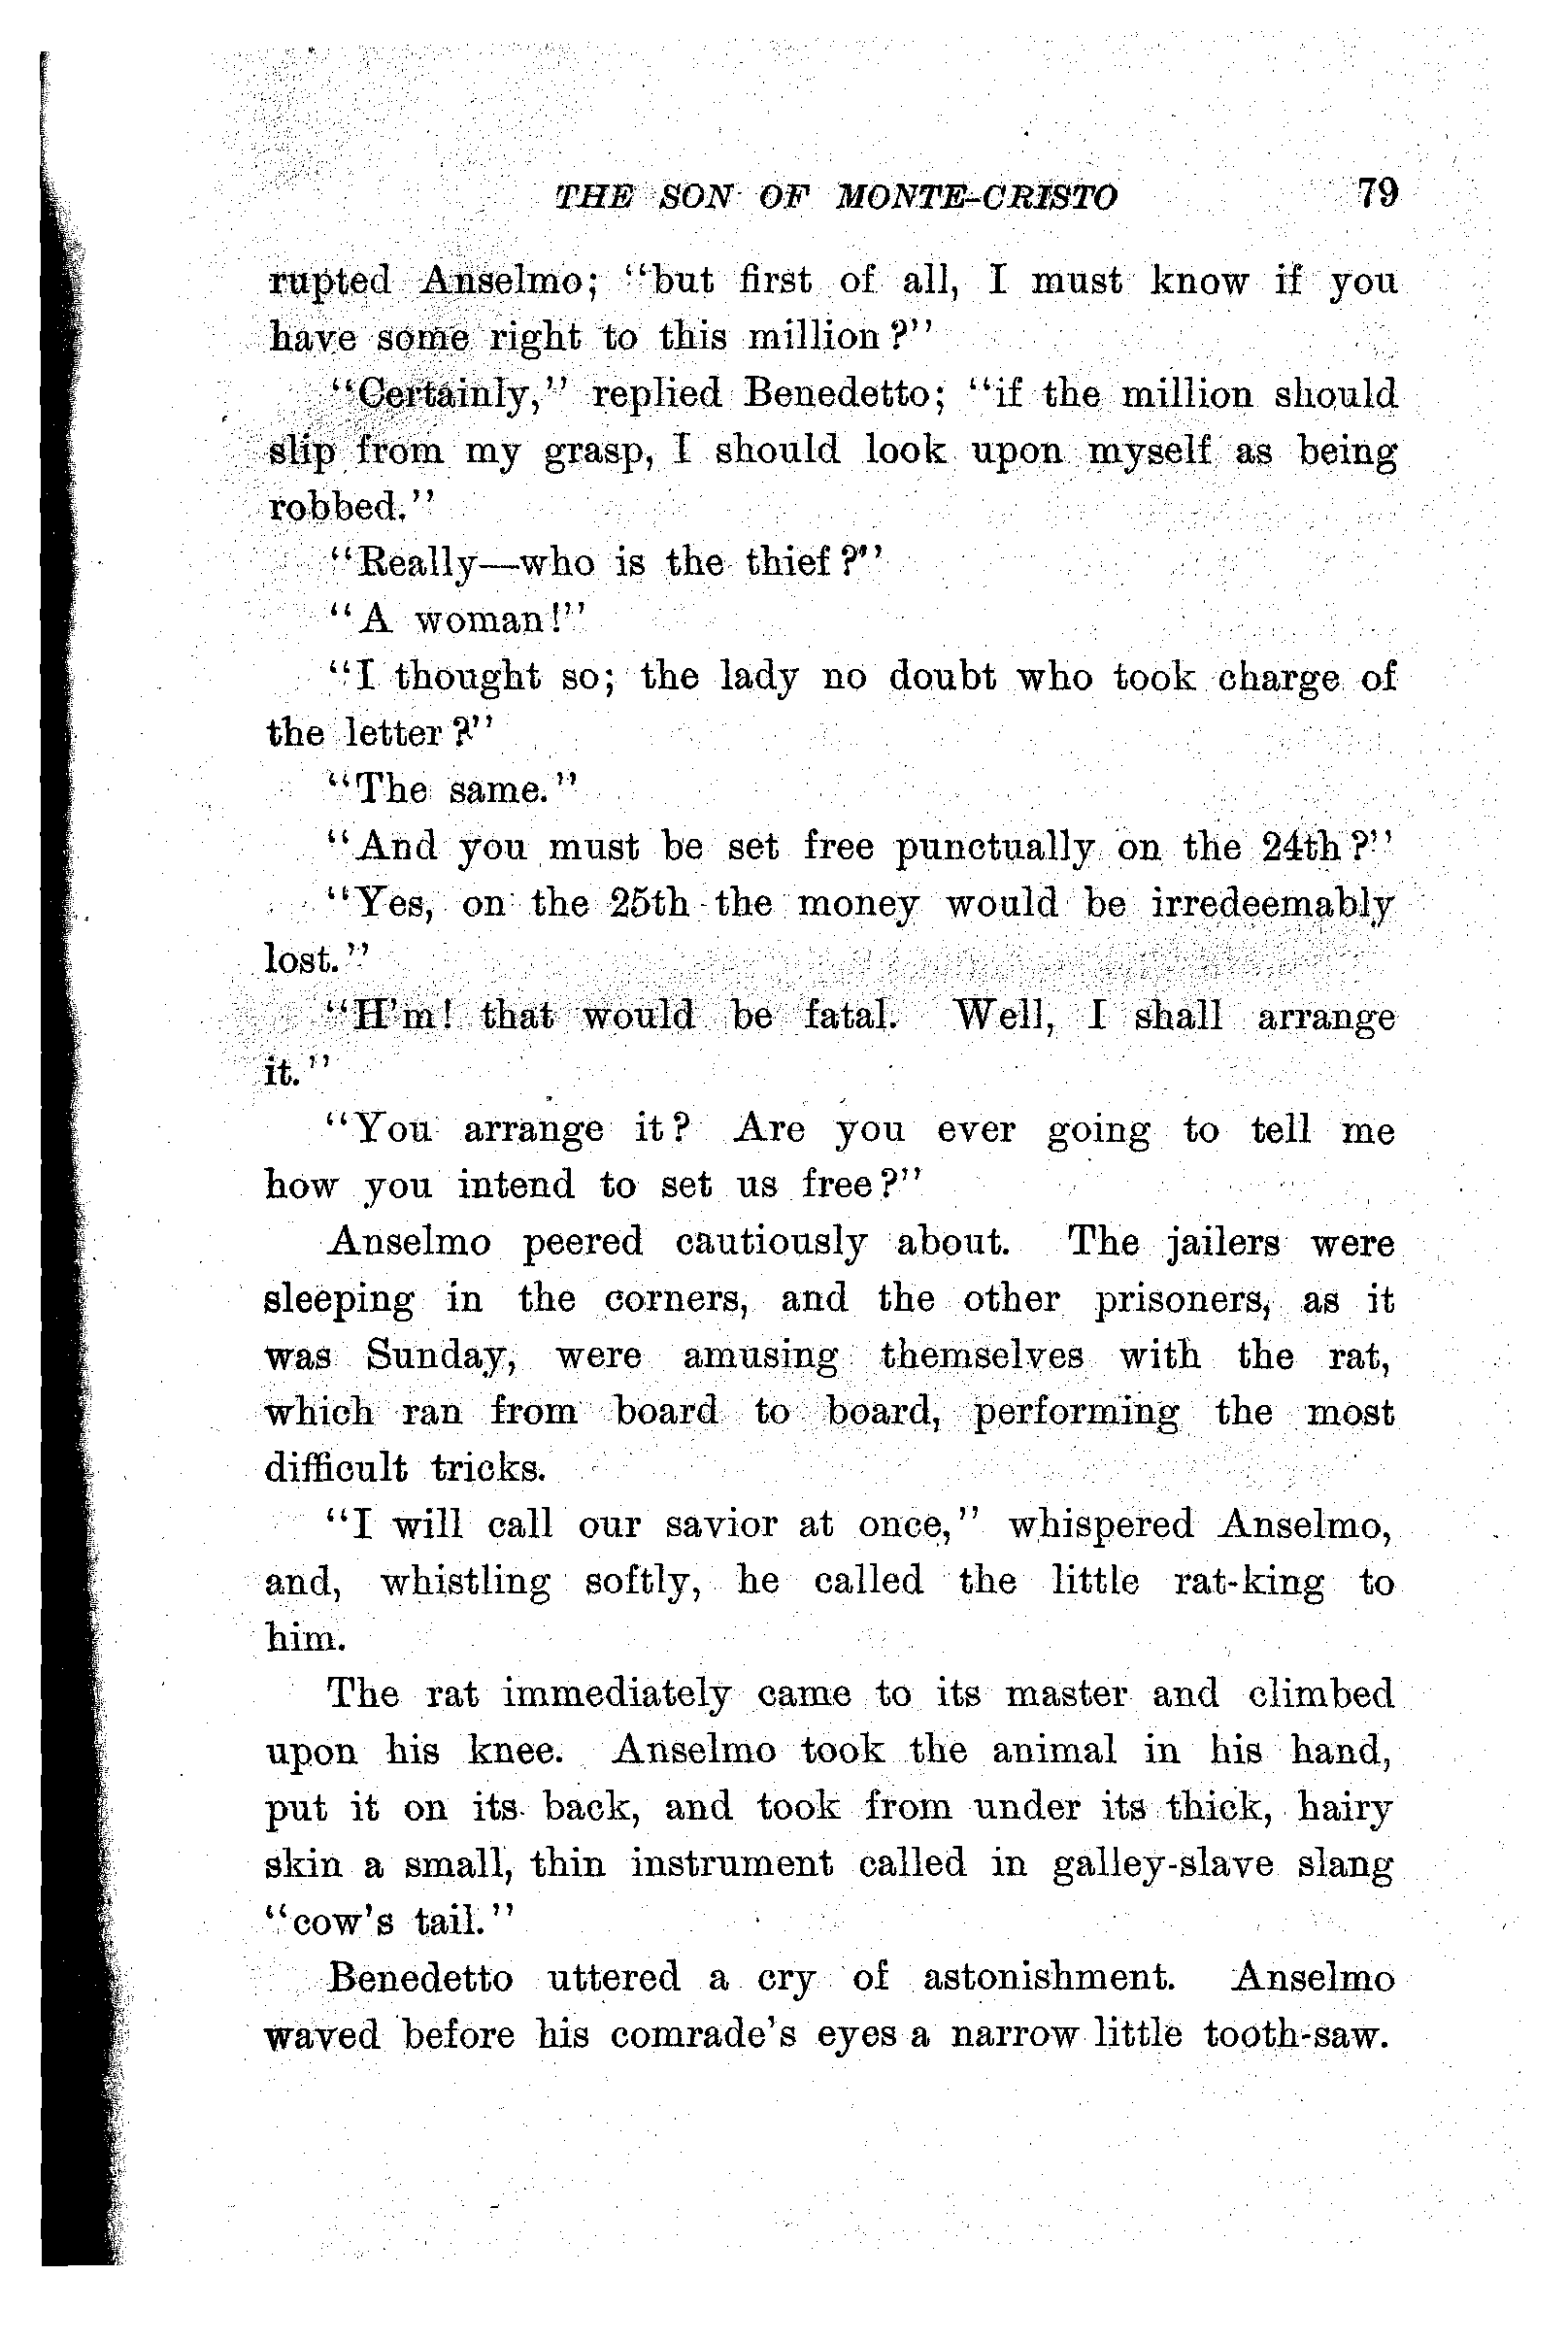 THE SON OF MONTE-CRISTO 79
rupted Anselmo; "but first of all, I must know if you
have some right to this million?"
"Certainly," replied Benedetto; "if the million should
slip from my grasp, I should look upon myself as being
robbed."
"Really—who is the thief?"
"A woman!"
"I thought so; the lady no doubt who took charge of
the letter?"
"The same."
"And you must be set free punctually on the 24th?"
"Yes, on the 25th the money would be irredeemably
lost."
"H'm! that would be fatal. Well, I shall arrange
it."
"You arrange it? Are you ever going to tell me
how you intend to set us free?"
Anselmo peered cautiously about. The jailers were
sleeping in the corners, and the other prisoners, as it
was Sunday, were amusing themselves with the rat,
which ran from board to board, performing the most
difficult tricks.
"I will call our savior at once," whispered Anselmo,
and, whistling softly, he called the little rat-king to
him.
The rat immediately came to its master and climbed
upon his knee. Anselmo took the animal in his hand,
put it on its back, and took from under its thick, hairy
skin a small, thin instrument called in galley-slave slang
"cow's tail."
Benedetto uttered a cry of astonishment. Anselmo
waved before his comrade's eyes a narrow little tooth-saw.